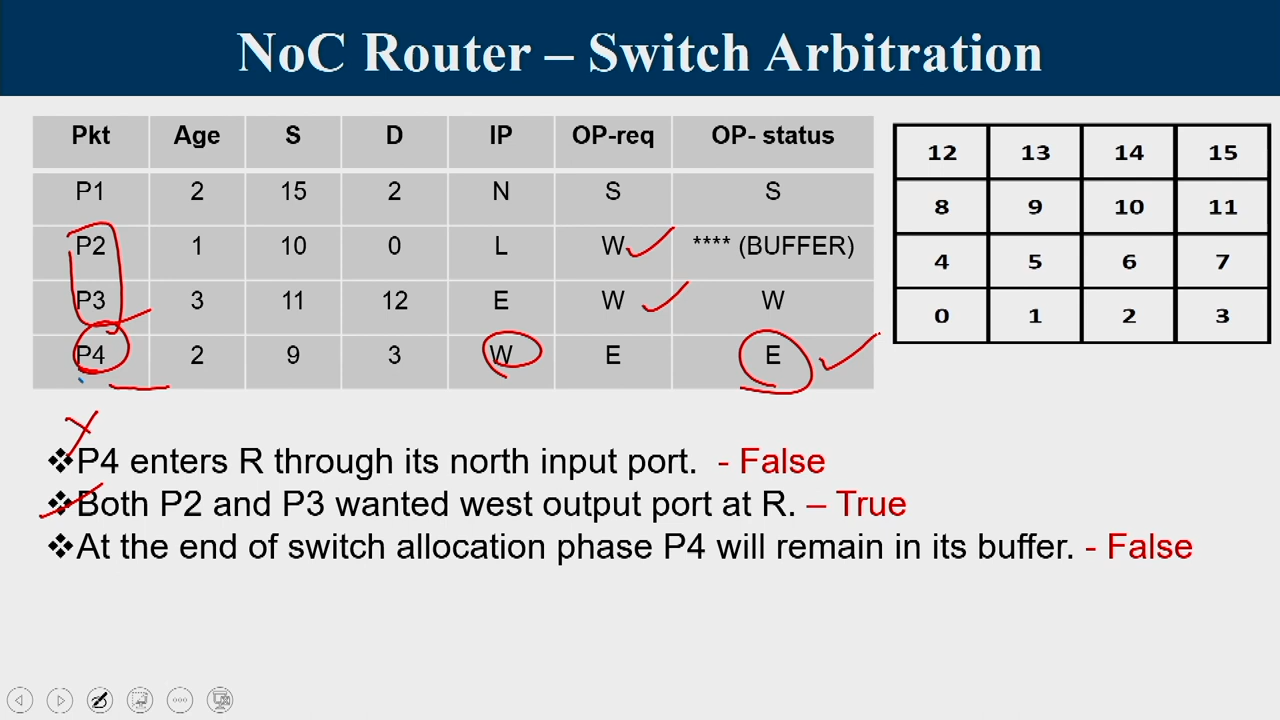 NoC Router – Switch Arbitration
Pkt Age S D IP OP-req OP- status
P1 2 15 2 N S S
P2 1 10 0 L W **** (BUFFER)
P3 3 11 12 E W W
P4 2 9 3 W E E
12 13 14 15
8 9 10 11
4 5 6 7
0 1 2 3
❖P4 enters R through its north input port. - False
❖Both P2 and P3 wanted west output port at R. – True
❖At the end of switch allocation phase P4 will remain in its buffer. - False